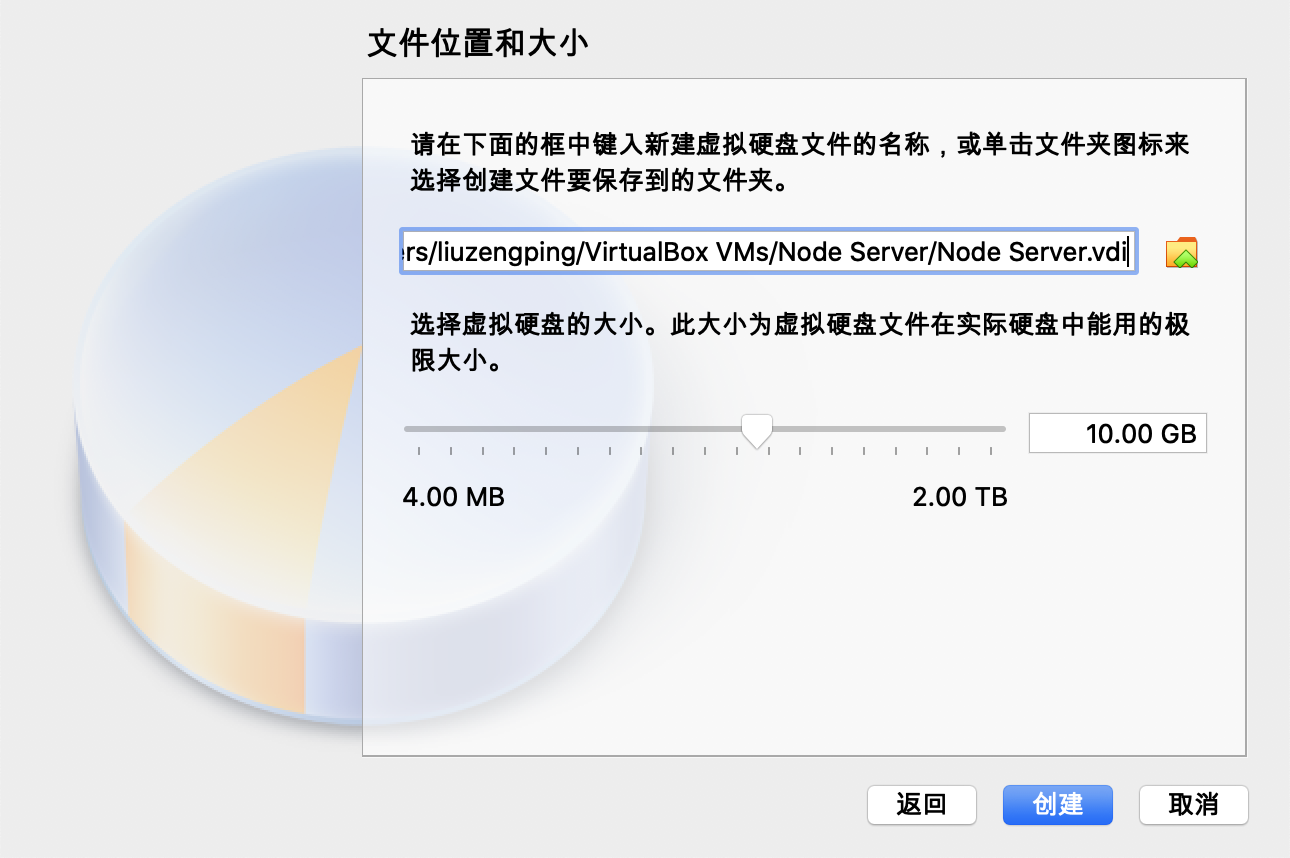 文件位置和大小
请在下面的框中键入新建虚拟硬盘文件的名称，或单击文件夹图标来
选择创建文件要保存到的文件夹。
ers/liuzengping/VirtualBox VMs/Node Server/Node Server.vdi
选择虚拟硬盘的大小。此大小为虚拟硬盘文件在实际硬盘中能用的极
限大小。
10.00 GB
4.00 MB 2.00 TB
返回 创建 取消